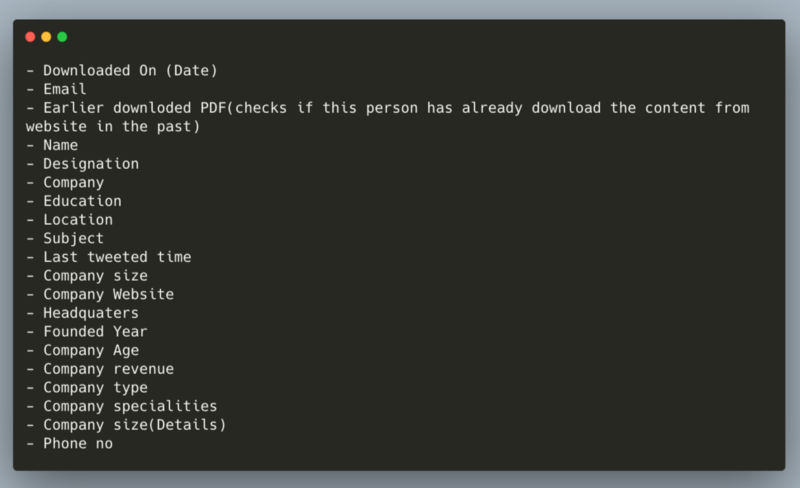 - Downloaded On (Date)
- Email
- Earlier downloded PDF(checks if this person has already download the content from
website in the past)
- Name
- Designation
- Company
- Education
- Location
- Subject
- Last tweeted time
- Company size
- Company Website
- Headquaters
- Founded Year
- Company Age
- Company revenue
- Company type
- Company specialities
- Company size(Details)
- Phone no